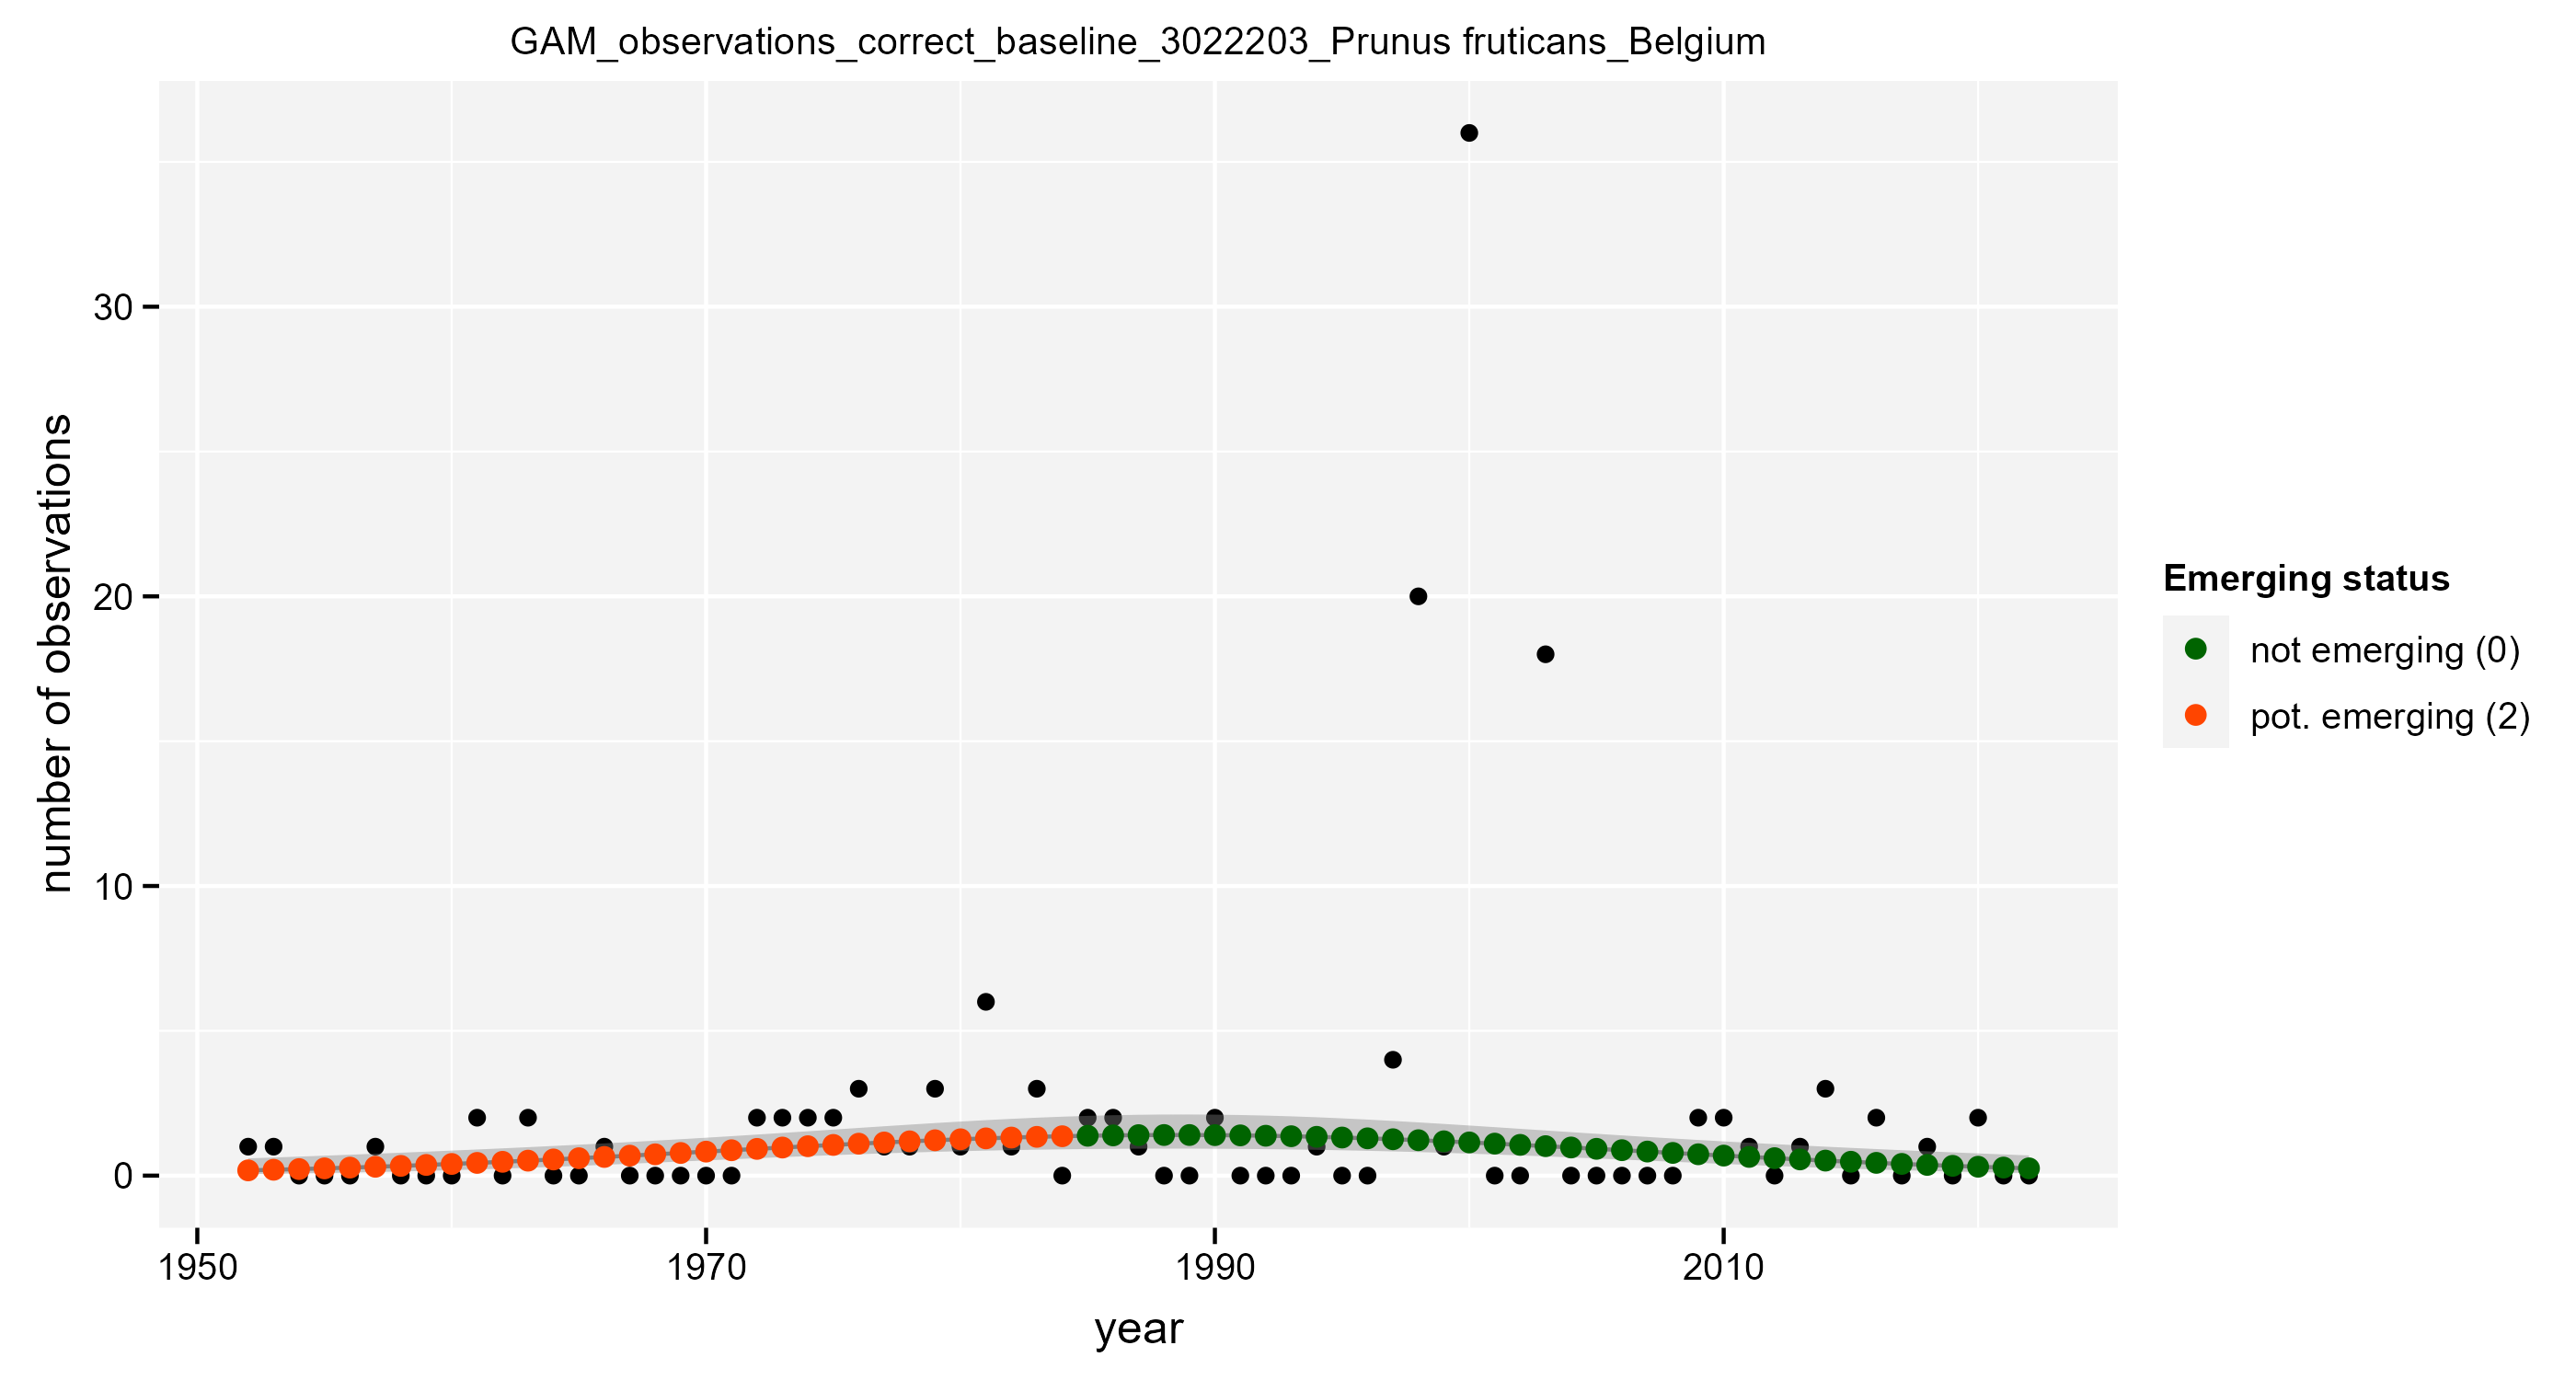 GAM_observations_correct_baseline_3022203_Prunus fruticans_Belgium
number of observations
30
20
10
0
1950
1970
1990
2010
year
Emerging status
not emerging (0)
pot. emerging (2)